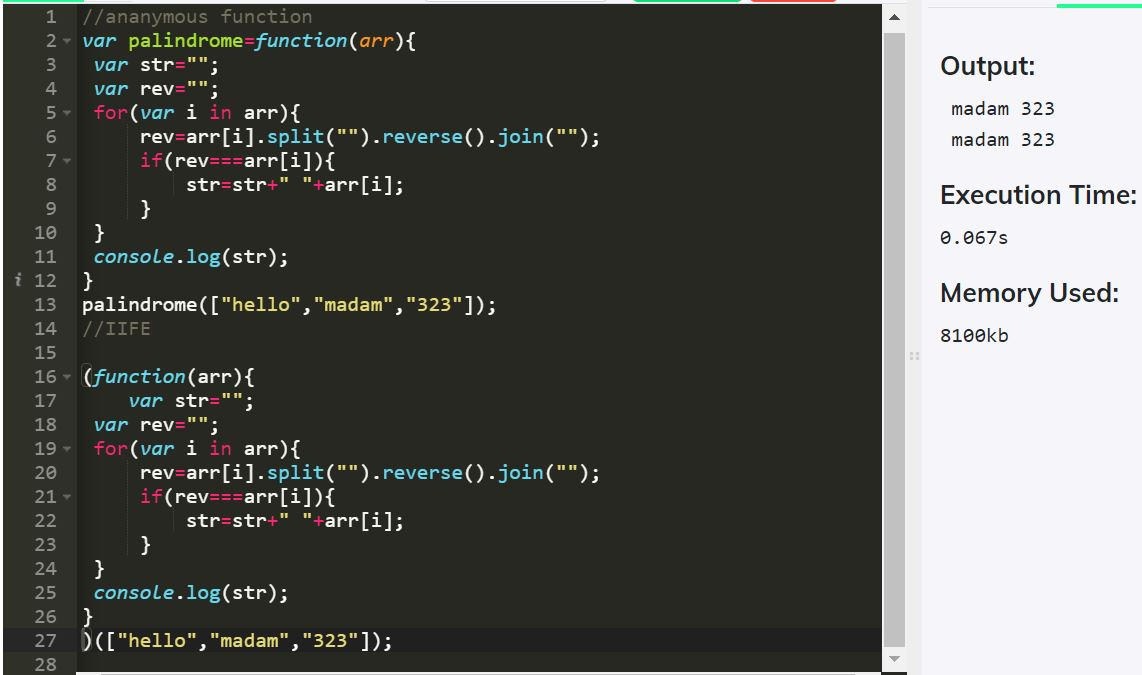 1 //ananymous function
2 var palindrome=function(arr){
3 var str="";
4 var rev="";
5 for(var i in arr){
6 rev=arr[i].split("").reverse().join("");
7 if(rev===arr[i]){
8 str=str+" "+arr[i];
9 }
10 }
11 console.log(str);
i 12 }
13 palindrome(["hello","madam","323"]);
14 //IIFE
15
16 (function(arr){
17 var str="";
18 var rev="";
19 for(var i in arr){
20 rev=arr[i].split("").reverse().join("");
21 if(rev===arr[i]){
22 str=str+" "+arr[i];
23 }
24 }
25 console.log(str);
26 }
27 )(["hello","madam","323"]);
28
Output:
madam 323
madam 323
Execution Time:
0.067s
Memory Used:
8100kb